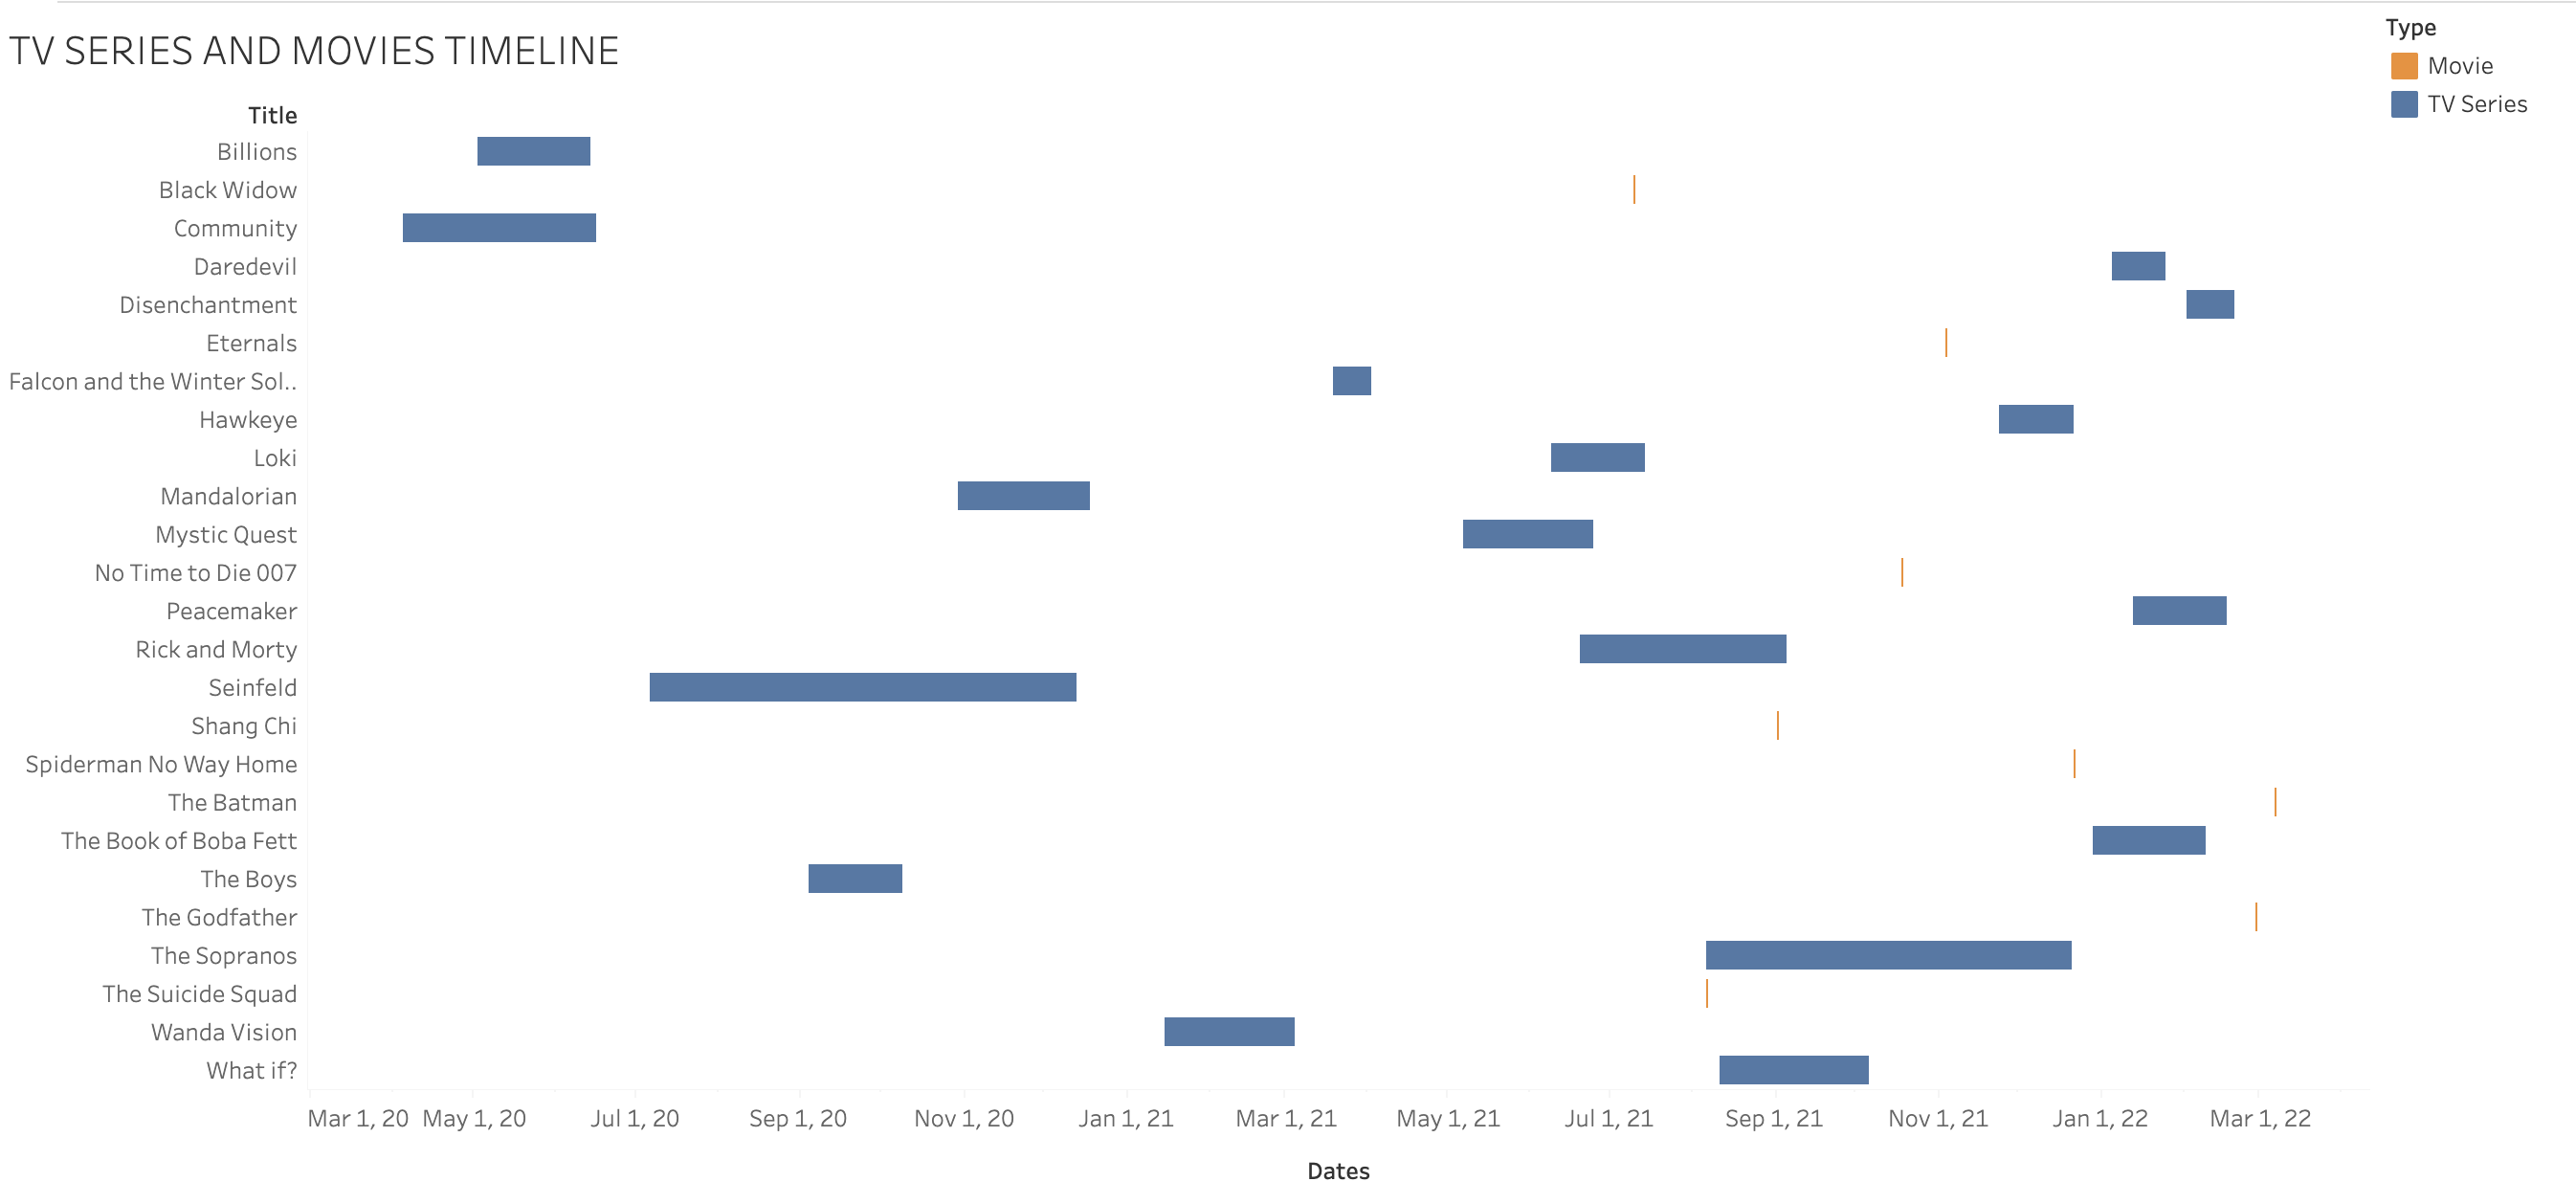 TV SERIES AND MOVIES TIMELINE
Type
Movie
TV Series
Title
Billions
Black Widow
Community
Daredevil
Disenchantment
Eternals
Falcon and the Winter Sol..
Hawkeye
Loki
Mandalorian
Mystic Quest
No Time to Die 007
Peacemaker
Rick and Morty
Seinfeld
Shang Chi
Spiderman No Way Home
The Batman
The Book of Boba Fett
The Boys
The Godfather
The Sopranos
The Suicide Squad
Wanda Vision
What if?
Mar 1, 20 May 1, 20 Jul 1, 20 Sep 1, 20 Nov 1, 20 Jan 1, 21 Mar 1, 21 May 1, 21 Jul 1, 21 Sep 1, 21 Nov 1, 21 Jan 1, 22 Mar 1, 22
Dates